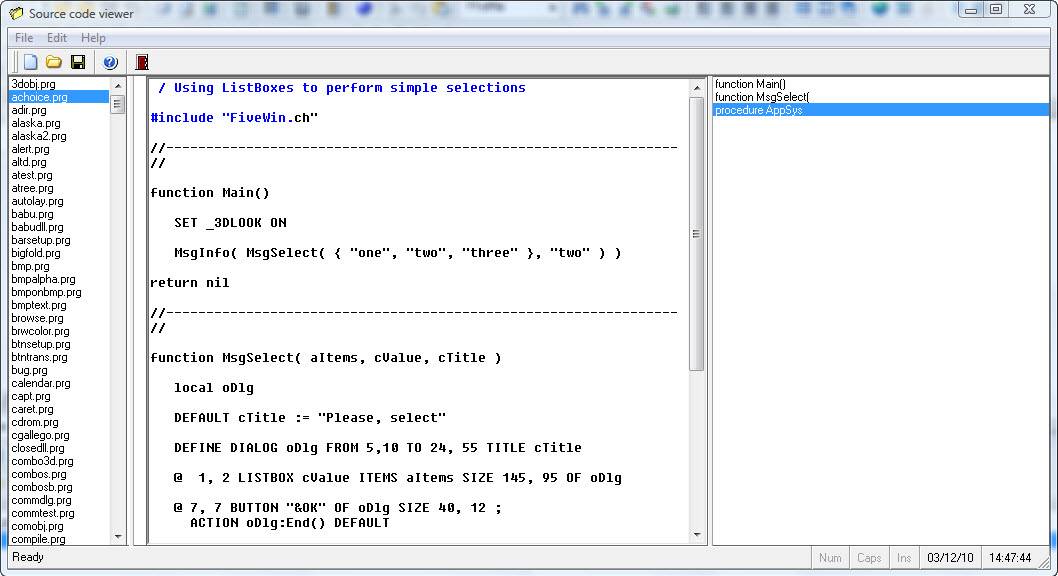 Source code viewer
File Edit Help
3dobj.prg
achoice.prg
adir.prg
alaska.prg
alaska2.prg
alert.prg
altd.prg
atest.prg
atree.prg
autolay.prg
babu.prg
babudll.prg
barsetup.prg
bigfold.prg
bmp.prg
bmpalpha.prg
bmponbmp.prg
bmptext.prg
browse.prg
brwcolor.prg
btnsetup.prg
btntrans.prg
bug.prg
calendar.prg
capt.prg
caret.prg
cdrom.prg
cgallego.prg
closedll.prg
combo3d.prg
combos.prg
combosb.prg
commdlg.prg
commtest.prg
comobj.prg
compile.prg
/ Using ListBoxes to perform simple selections
#include "FiveWin.ch"
//----------------------------------------------------------------
//
function Main()
SET _3DLOOK ON
MsgInfo( MsgSelect( { "one", "two", "three" }, "two" ) )
return nil
//----------------------------------------------------------------
//
function MsgSelect( aItems, cValue, cTitle )
local oDlg
DEFAULT cTitle := "Please, select"
DEFINE DIALOG oDlg FROM 5,10 TO 24, 55 TITLE cTitle
@  1, 2 LISTBOX cValue ITEMS aItems SIZE 145, 95 OF oDlg
@ 7, 7 BUTTON "&OK" OF oDlg SIZE 40, 12 ;
ACTION oDlg:End() DEFAULT
function Main()
function MsgSelect(
procedure AppSys
Ready
Num Caps Ins 03/12/10 14:47:44